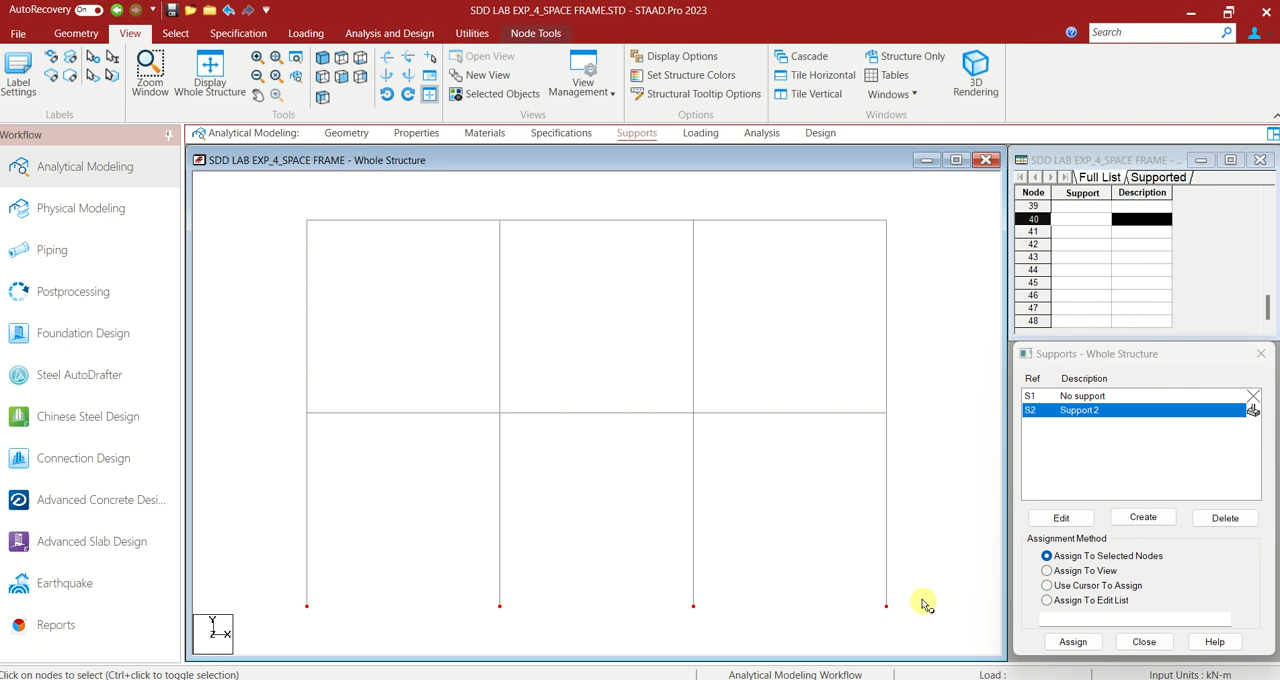 AutoRecovery On
SDD LAB EXP_4_SPACE FRAME.STD - STAAD.Pro 2023
File Geometry View Select Specification Loading Analysis and Design Utilities Node Tools
Search
Label Settings
Zoom Window
Display Whole Structure
Open View
New View
Selected Objects
View Management
Display Options
Set Structure Colors
Structural Tooltip Options
Cascade
Tile Horizontal
Tile Vertical
Structure Only
Tables
Windows
3D Rendering
Labels Tools Views Options Windows
Workflow
Analytical Modeling: Geometry Properties Materials Specifications Supports Loading Analysis Design
Analytical Modeling
Physical Modeling
Piping
Postprocessing
Foundation Design
Steel AutoDrafter
Chinese Steel Design
Connection Design
Advanced Concrete Desi...
Advanced Slab Design
Earthquake
Reports
SDD LAB EXP_4_SPACE FRAME - Whole Structure
Y
Z X
SDD LAB EXP_4_SPACE FRAME - ...
Full List Supported
Node Support Description
39
40
41
42
43
44
45
46
47
48
Supports - Whole Structure
Ref Description
S1 No support
S2 Support 2
Edit Create Delete
Assignment Method
Assign To Selected Nodes
Assign To View
Use Cursor To Assign
Assign To Edit List
Assign Close Help
Click on nodes to select (Ctrl+click to toggle selection)
Analytical Modeling Workflow
Load :
Input Units : kN-m